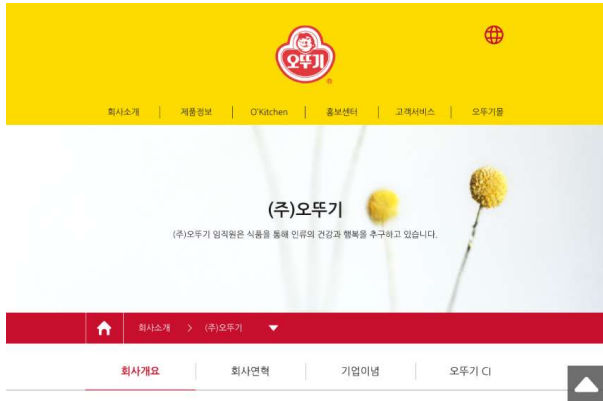 오뚜기
회사소개 제품정보 O'Kitchen 홍보센터 고객서비스 오뚜기몰
(주)오뚜기
(주)오뚜기 임직원은 식품을 통해 인류의 건강과 행복을 추구하고 있습니다.
회사소개 > (주)오뚜기
회사개요 회사연혁 기업이념 오뚜기 CI